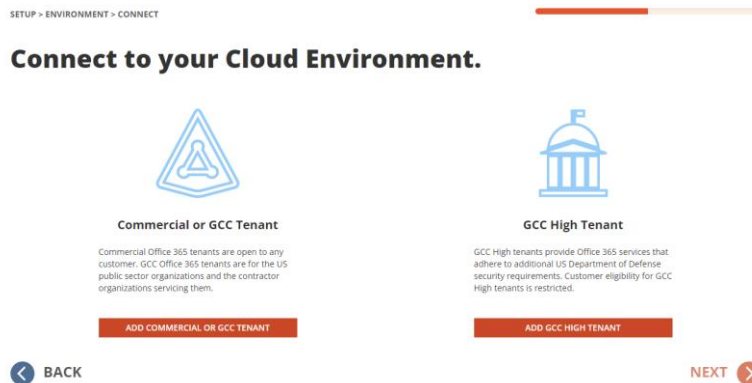 SETUP > ENVIRONMENT > CONNECT
Connect to your Cloud Environment.
Commercial or GCC Tenant
Commercial Office 365 tenants are open to any
customer. GCC Office 365 tenants are for the US
public sector organizations and the contractor
organizations servicing them.
ADD COMMERCIAL OR GCC TENANT
GCC High Tenant
GCC High tenants provide Office 365 services that
adhere to additional US Department of Defense
security requirements. Customer eligibility for GCC
High tenants is restricted.
ADD GCC HIGH TENANT
BACK
NEXT